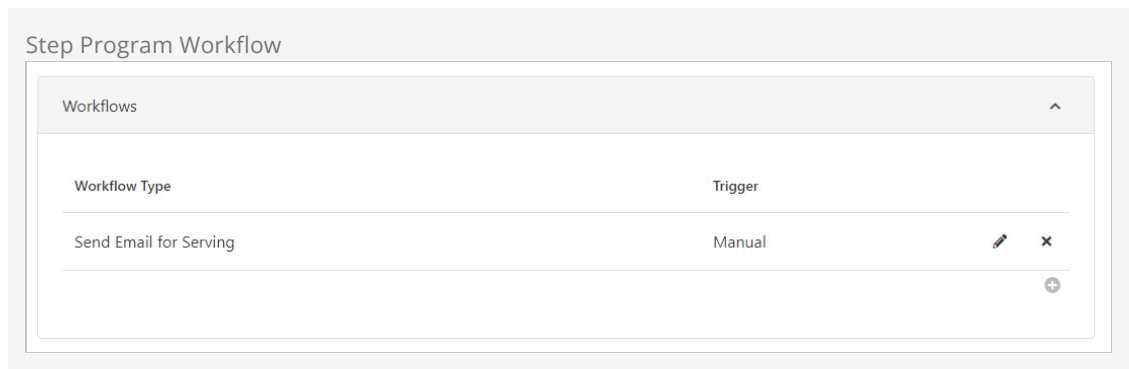 Step Program Workflow
Workflows
Workflow Type Trigger
Send Email for Serving Manual